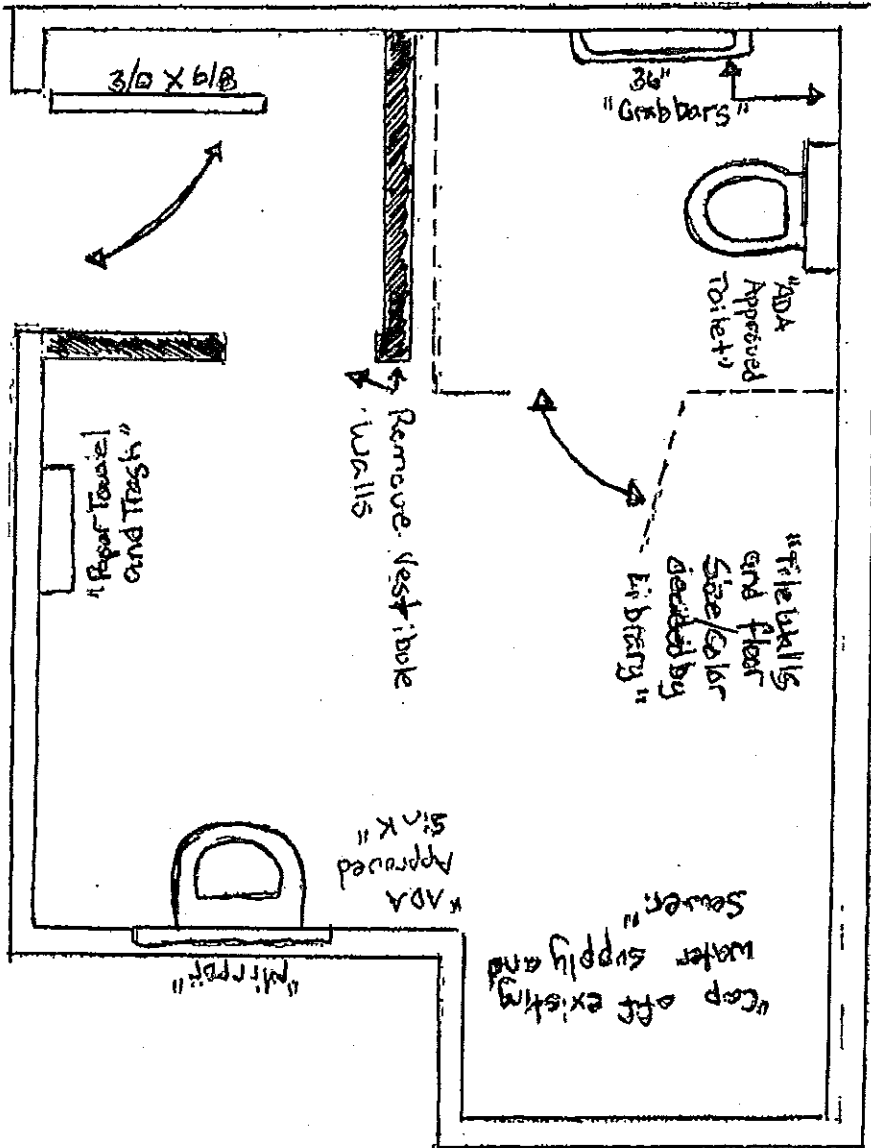 3/0 X 6/8
36"
"Grab bars"
"ADA
Approved
Toilet"
Remove Vestibule
Walls
"Paper Towel
and Trash"
"Tile walls
and floor
Size/Color
decided by
Library"
"ADA
Approved
Sink"
"Mirror"
"Cap off existing
water supply and
Sewer."